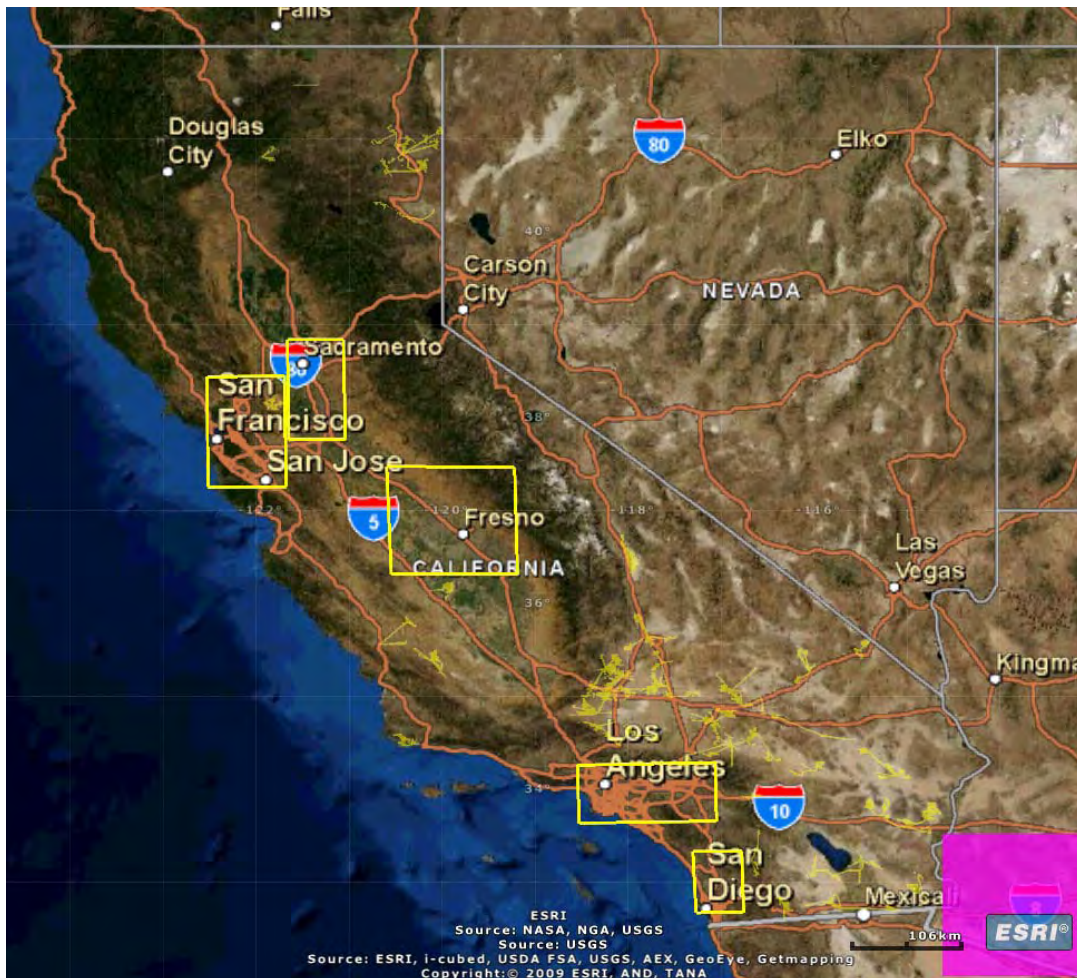 Falls
Douglas
City
80
Elko
40°
Carson
City
NEVADA
Sacramento
San
Francisco
38°
San Jose
-122°
-120°
-118°
-116°
5
Fresno
Las
Vegas
CALIFORNIA
36°
Kingma
Los
Angeles
34°
10
San
Diego
Mexicali
8
ESRI
Source: NASA, NGA, USGS
Source: USGS
Source: ESRI, i-cubed, USDA FSA, USGS, AEX, GeoEye, Getmapping
Copyright:© 2009 ESRI, AND, TANA
106km
ESRI®